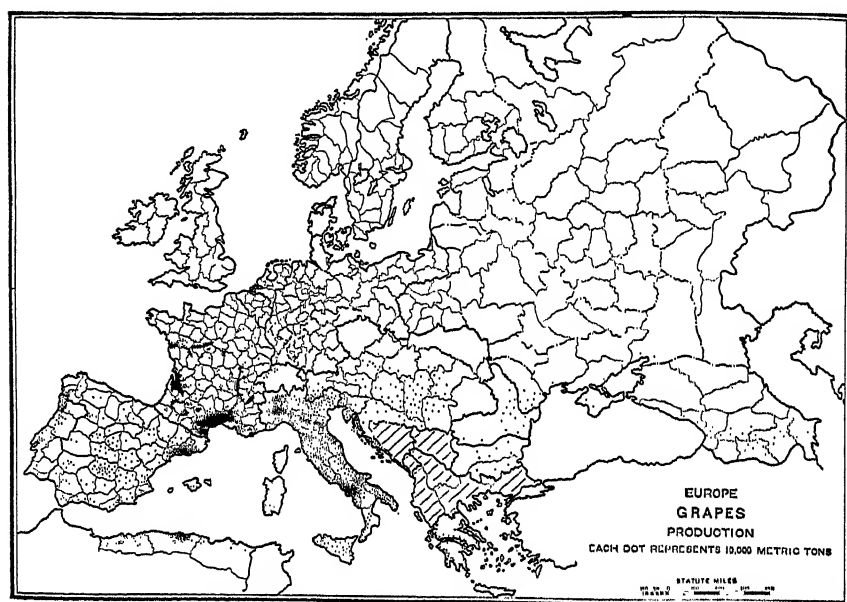 EUROPE
GRAPES
PRODUCTION
EACH DOT REPRESENTS 10,000 METRIC TONS
STATUTE MILES